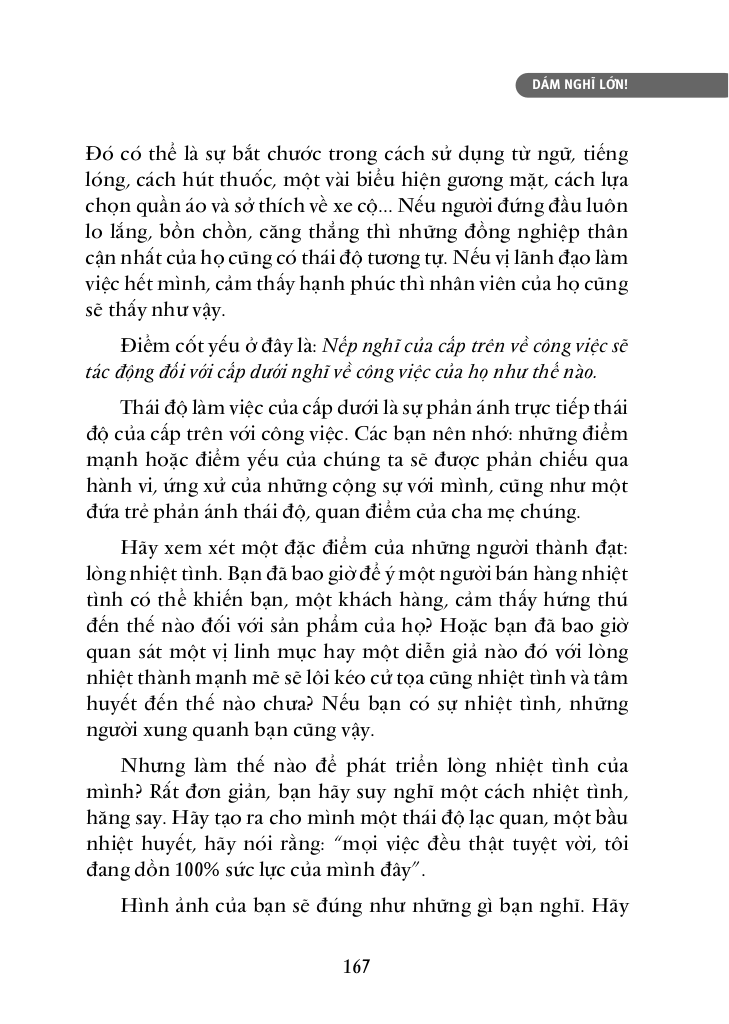 DÁM NGHĨ LỚN!
Đó có thể là sự bắt chước trong cách sử dụng từ ngữ, tiếng
lóng, cách hút thuốc, một vài biểu hiện gương mặt, cách lựa
chọn quần áo và sở thích về xe cộ... Nếu người đứng đầu luôn
lo lắng, bồn chồn, căng thẳng thì những đồng nghiệp thân
cận nhất của họ cũng có thái độ tương tự. Nếu vị lãnh đạo làm
việc hết mình, cảm thấy hạnh phúc thì nhân viên của họ cũng
sẽ thấy như vậy.
Điểm cốt yếu ở đây là: Nếp nghĩ của cấp trên về công việc sẽ
tác động đối với cấp dưới nghĩ về công việc của họ như thế nào.
Thái độ làm việc của cấp dưới là sự phản ánh trực tiếp thái
độ của cấp trên với công việc. Các bạn nên nhớ: những điểm
mạnh hoặc điểm yếu của chúng ta sẽ được phản chiếu qua
hành vi, ứng xử của những cộng sự với mình, cũng như một
đứa trẻ phản ánh thái độ, quan điểm của cha mẹ chúng.
Hãy xem xét một đặc điểm của những người thành đạt:
lòng nhiệt tình. Bạn đã bao giờ để ý một người bán hàng nhiệt
tình có thể khiến bạn, một khách hàng, cảm thấy hứng thú
đến thế nào đối với sản phẩm của họ? Hoặc bạn đã bao giờ
quan sát một vị linh mục hay một diễn giả nào đó với lòng
nhiệt thành mạnh mẽ sẽ lôi kéo cử tọa cũng nhiệt tình và tâm
huyết đến thế nào chưa? Nếu bạn có sự nhiệt tình, những
người xung quanh bạn cũng vậy.
Nhưng làm thế nào để phát triển lòng nhiệt tình của
mình? Rất đơn giản, bạn hãy suy nghĩ một cách nhiệt tình,
hăng say. Hãy tạo ra cho mình một thái độ lạc quan, một bầu
nhiệt huyết, hãy nói rằng: “mọi việc đều thật tuyệt vời, tôi
đang dồn 100% sức lực của mình đây”.
Hình ảnh của bạn sẽ đúng như những gì bạn nghĩ. Hãy
167